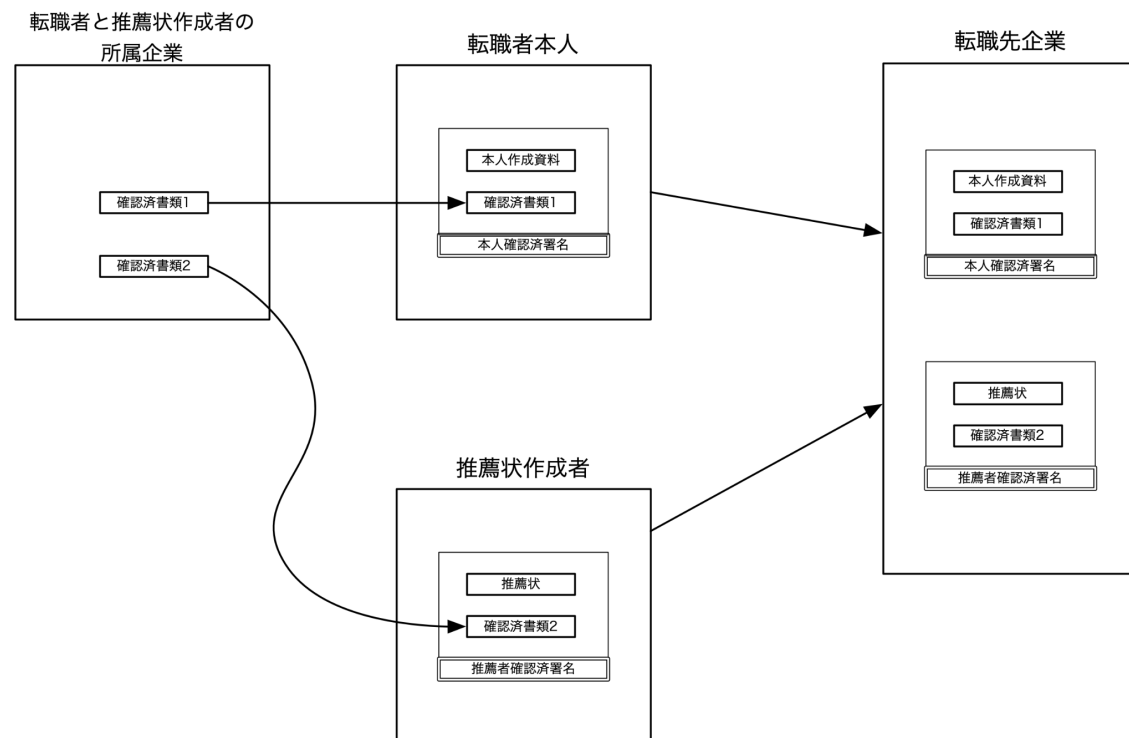 転職者と推薦状作成者の
所属企業
確認済書類1
確認済書類2
転職者本人
本人作成資料
確認済書類1
本人確認済署名
推薦状作成者
推薦状
確認済書類2
推薦者確認済署名
転職先企業
本人作成資料
確認済書類1
本人確認済署名
推薦状
確認済書類2
推薦者確認済署名